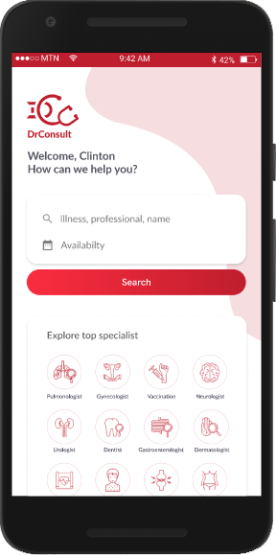 MTN 9:42 AM 42%
DrConsult
Welcome, Clinton
How can we help you?
Illness, professional, name
Availabilty
Search
Explore top specialist
Pulmonologist Gynecologist Vaccination Neurologist
Urologist Dentist Gastroenterologist Dermatologist